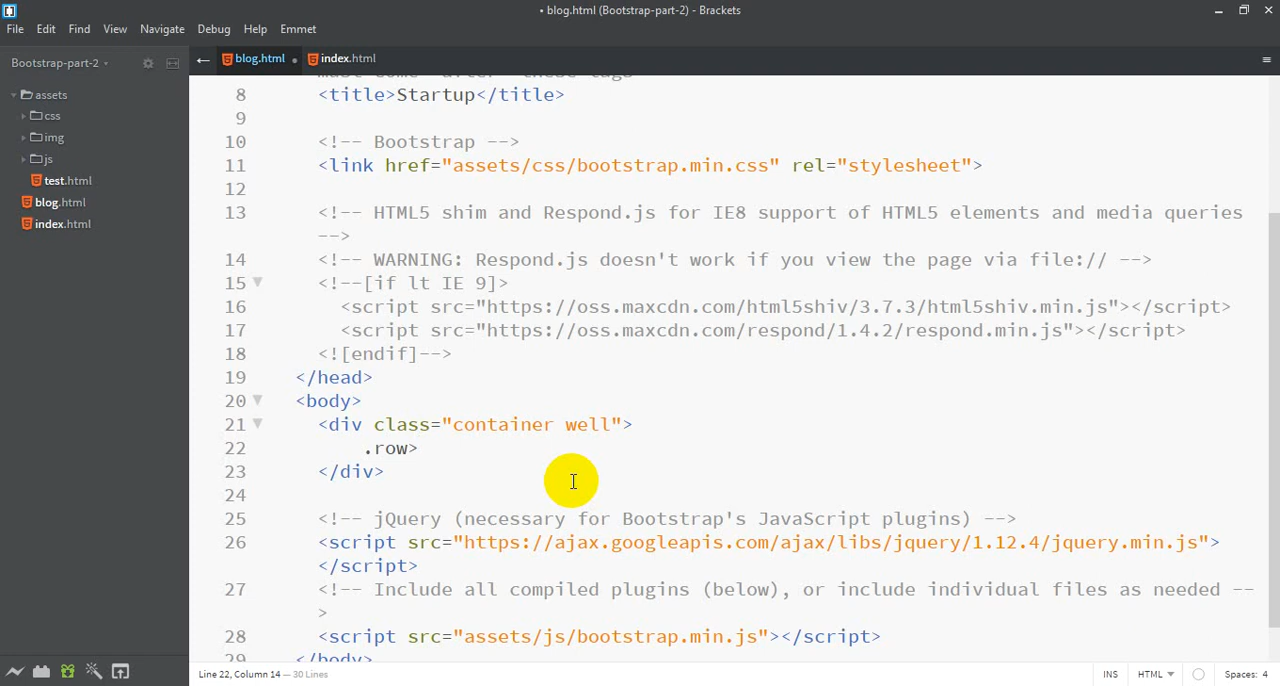 • blog.html (Bootstrap-part-2) - Brackets
File Edit Find View Navigate Debug Help Emmet
Bootstrap-part-2
assets
css
img
js
test.html
blog.html
index.html
blog.html • index.html
must come *after* these tags
8 <title>Startup</title>
9
10 <!-- Bootstrap -->
11 <link href="assets/css/bootstrap.min.css" rel="stylesheet">
12
13 <!-- HTML5 shim and Respond.js for IE8 support of HTML5 elements and media queries
-->
14 <!-- WARNING: Respond.js doesn't work if you view the page via file:// -->
15 <!--[if lt IE 9]>
16 <script src="https://oss.maxcdn.com/html5shiv/3.7.3/html5shiv.min.js"></script>
17 <script src="https://oss.maxcdn.com/respond/1.4.2/respond.min.js"></script>
18 <![endif]-->
19 </head>
20 <body>
21 <div class="container well">
22 .row>
23 </div>
24
25 <!-- jQuery (necessary for Bootstrap's JavaScript plugins) -->
26 <script src="https://ajax.googleapis.com/ajax/libs/jquery/1.12.4/jquery.min.js">
</script>
27 <!-- Include all compiled plugins (below), or include individual files as needed --
>
28 <script src="assets/js/bootstrap.min.js"></script>
29 </body>
Line 22, Column 14 — 30 Lines
INS HTML Spaces: 4